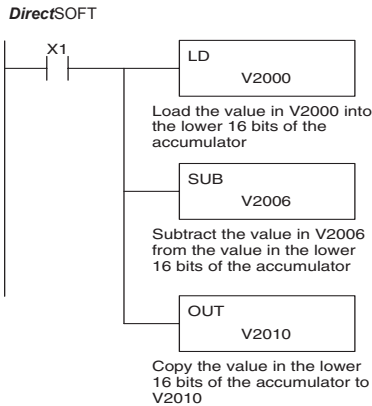 DirectSOFT
X1
LD
V2000
Load the value in V2000 into
the lower 16 bits of the
accumulator
SUB
V2006
Subtract the value in V2006
from the value in the lower
16 bits of the accumulator
OUT
V2010
Copy the value in the lower
16 bits of the accumulator to
V2010